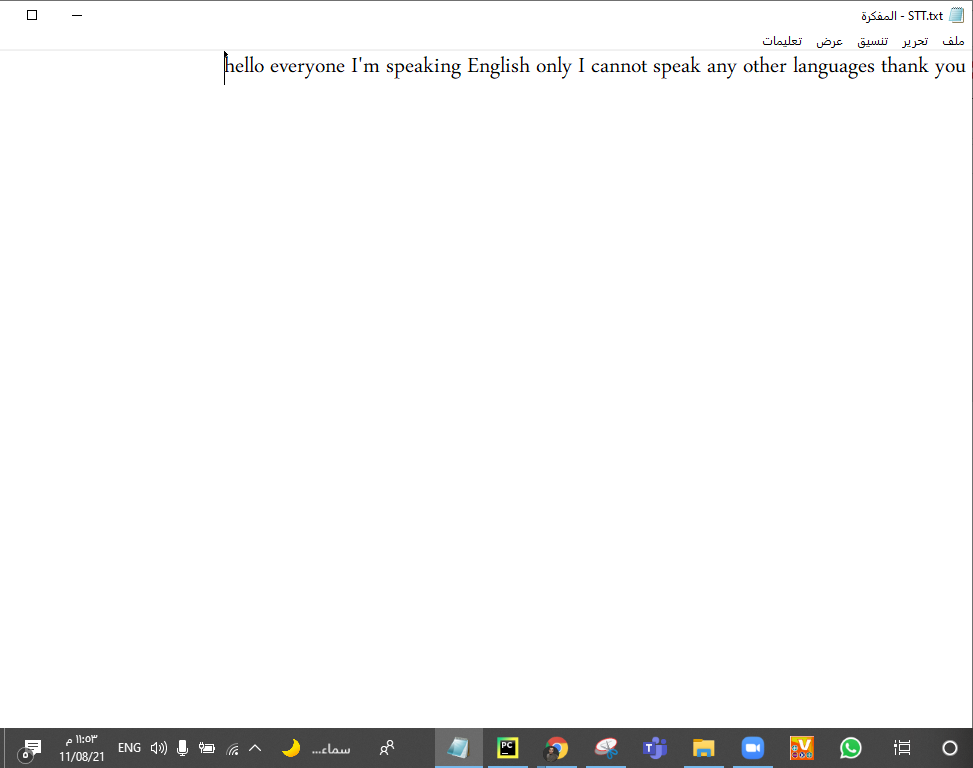 STT.txt - المفكرة
ملف تحرير تنسيق عرض تعليمات
hello everyone I'm speaking English only I cannot speak any other languages thank you
سماء...
ENG
١١:٥٣ م
11/08/21
٥
PC